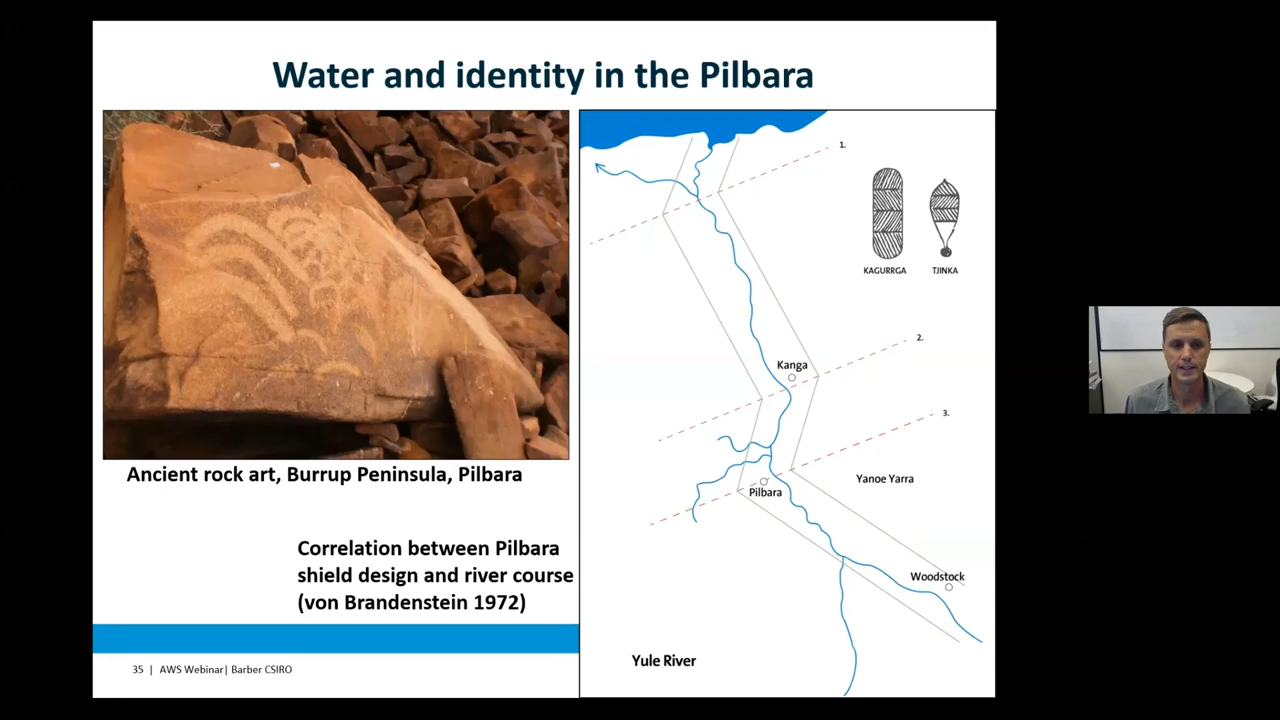 Water and identity in the Pilbara
1.
KAGURRGA
TJINKA
2.
Kanga
3.
Yanoe Yarra
Pilbara
Woodstock
Yule River
Ancient rock art, Burrup Peninsula, Pilbara
Correlation between Pilbara
shield design and river course
(von Brandenstein 1972)
35 | AWS Webinar| Barber CSIRO